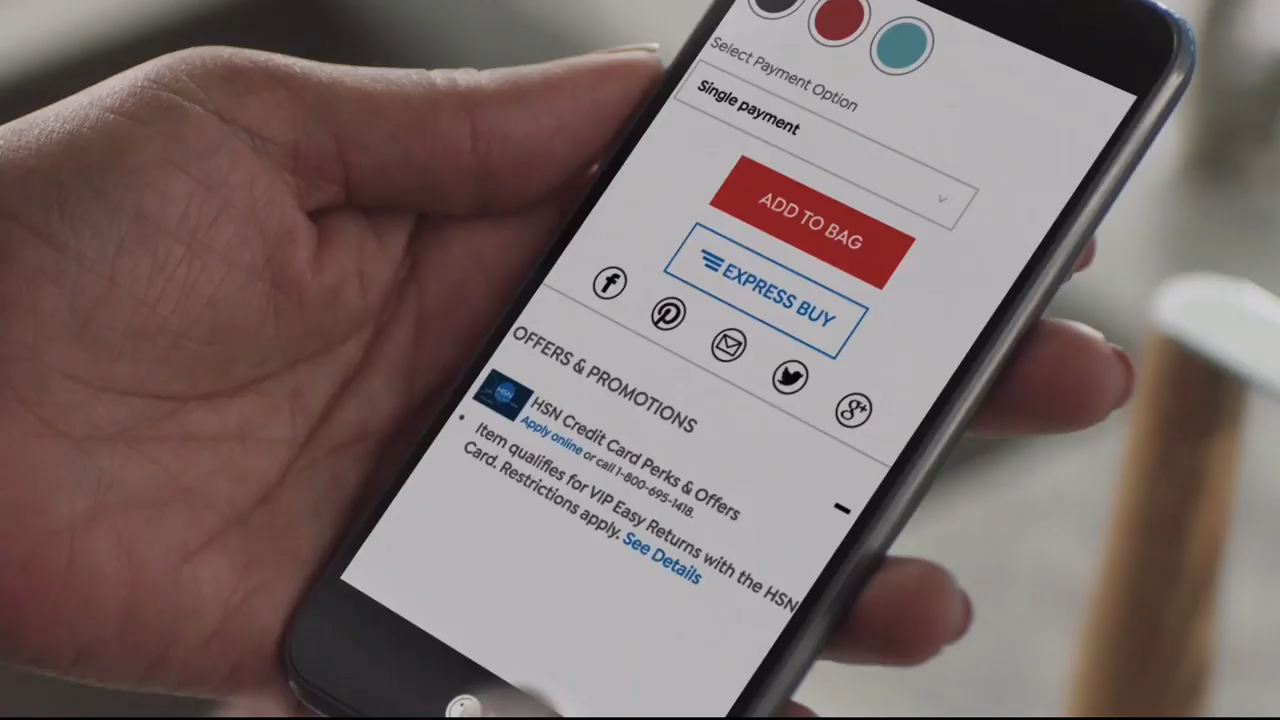 Select Payment Option
Single payment
ADD TO BAG
EXPRESS BUY
OFFERS & PROMOTIONS
HSN
HSN Credit Card Perks & Offers
Apply online or call 1-800-695-1418.
Item qualifies for VIP Easy Returns with the HSN
Card. Restrictions apply. See Details